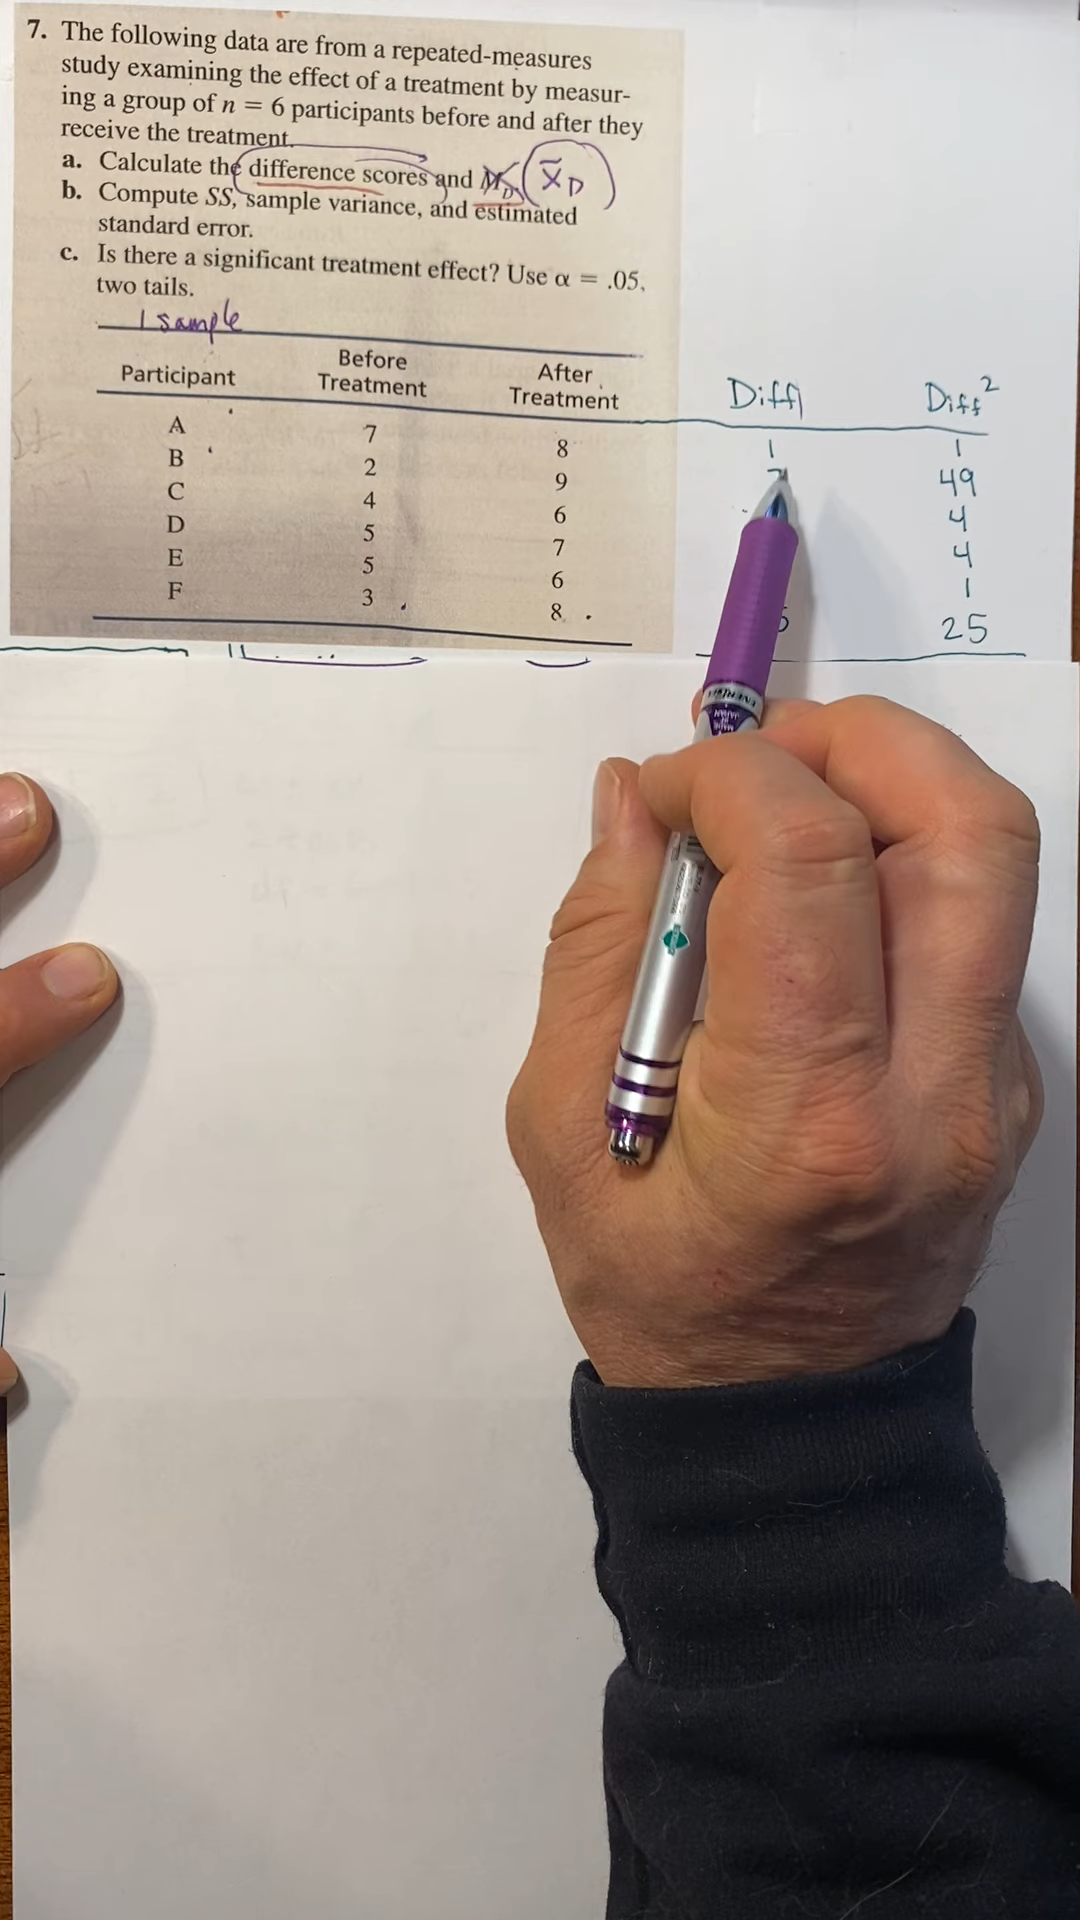 7. The following data are from a repeated-measures
study examining the effect of a treatment by measur-
ing a group of n = 6 participants before and after they
receive the treatment.
a. Calculate the difference scores and M_D. (X̄_D)
b. Compute SS, sample variance, and estimated
standard error.
c. Is there a significant treatment effect? Use α = .05,
two tails.
1 sample
Participant Before Treatment After Treatment Diff Diff²
A 7 8 1 1
B 2 9 7 49
C 4 6 4
D 5 7 4
E 5 6 1
F 3 8 5 25